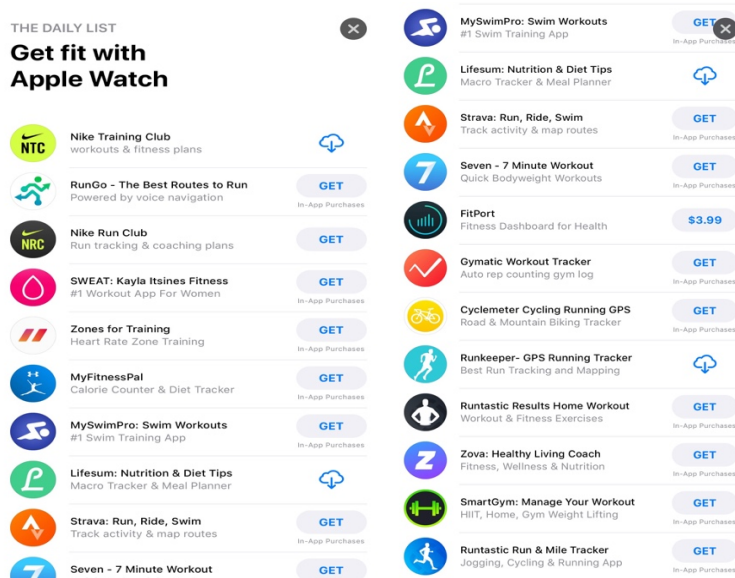 THE DAILY LIST
Get fit with
Apple Watch
NTC
Nike Training Club
workouts & fitness plans
RunGo - The Best Routes to Run
Powered by voice navigation
GET
In-App Purchases
NRC
Nike Run Club
Run tracking & coaching plans
GET
SWEAT: Kayla Itsines Fitness
#1 Workout App For Women
GET
In-App Purchases
Zones for Training
Heart Rate Zone Training
GET
In-App Purchases
MyFitnessPal
Calorie Counter & Diet Tracker
GET
In-App Purchases
MySwimPro: Swim Workouts
#1 Swim Training App
GET
In-App Purchases
Lifesum: Nutrition & Diet Tips
Macro Tracker & Meal Planner
Strava: Run, Ride, Swim
Track activity & map routes
GET
In-App Purchases
7
Seven - 7 Minute Workout
GET
MySwimPro: Swim Workouts
#1 Swim Training App
GET
In-App Purchases
Lifesum: Nutrition & Diet Tips
Macro Tracker & Meal Planner
Strava: Run, Ride, Swim
Track activity & map routes
GET
In-App Purchases
7
Seven - 7 Minute Workout
Quick Bodyweight Workouts
GET
In-App Purchases
FitPort
Fitness Dashboard for Health
$3.99
Gymatic Workout Tracker
Auto rep counting gym log
GET
In-App Purchases
Cyclemeter Cycling Running GPS
Road & Mountain Biking Tracker
GET
In-App Purchases
Runkeeper- GPS Running Tracker
Best Run Tracking and Mapping
Runtastic Results Home Workout
Workout & Fitness Exercises
GET
In-App Purchases
Z
Zova: Healthy Living Coach
Fitness, Wellness & Nutrition
GET
In-App Purchases
SmartGym: Manage Your Workout
HIIT, Home, Gym Weight Lifting
GET
In-App Purchases
Runtastic Run & Mile Tracker
Jogging, Cycling & Running App
GET
In-App Purchases